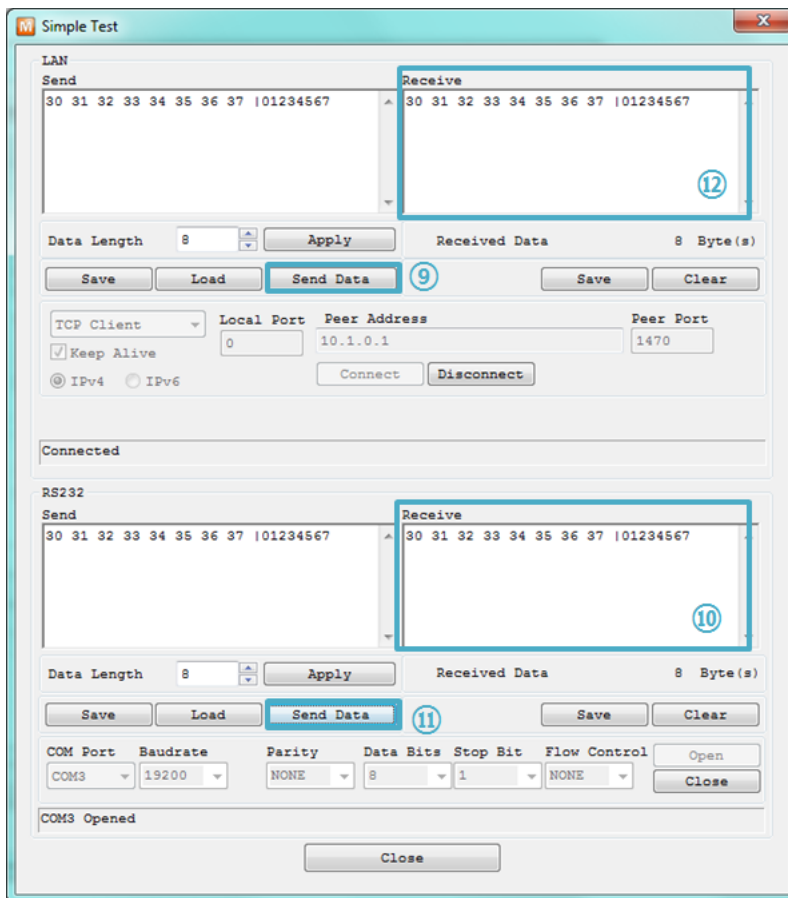 Simple Test
LAN
Send Receive
30 31 32 33 34 35 36 37 |01234567 30 31 32 33 34 35 36 37 |01234567
⑫
Data Length 8 Apply Received Data 8 Byte(s)
Save Load Send Data ⑨ Save Clear
TCP Client Local Port Peer Address Peer Port
Keep Alive 0 10.1.0.1 1470
IPv4 IPv6 Connect Disconnect
Connected
RS232
Send Receive
30 31 32 33 34 35 36 37 |01234567 30 31 32 33 34 35 36 37 |01234567
⑩
Data Length 8 Apply Received Data 8 Byte(s)
Save Load Send Data ⑪ Save Clear
COM Port Baudrate Parity Data Bits Stop Bit Flow Control Open
COM3 19200 NONE 8 1 NONE Close
COM3 Opened
Close